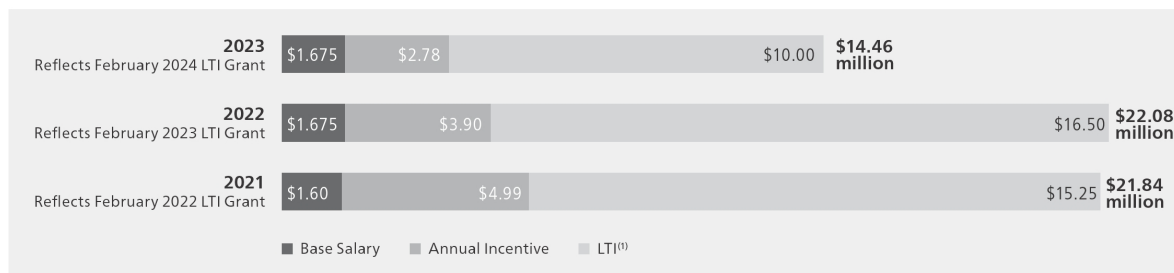 2023
Reflects February 2024 LTI Grant
$1.675 $2.78 $10.00
$14.46
million
2022
Reflects February 2023 LTI Grant
$1.675 $3.90 $16.50
$22.08
million
2021
Reflects February 2022 LTI Grant
$1.60 $4.99 $15.25
$21.84
million
Base Salary Annual Incentive LTI(1)